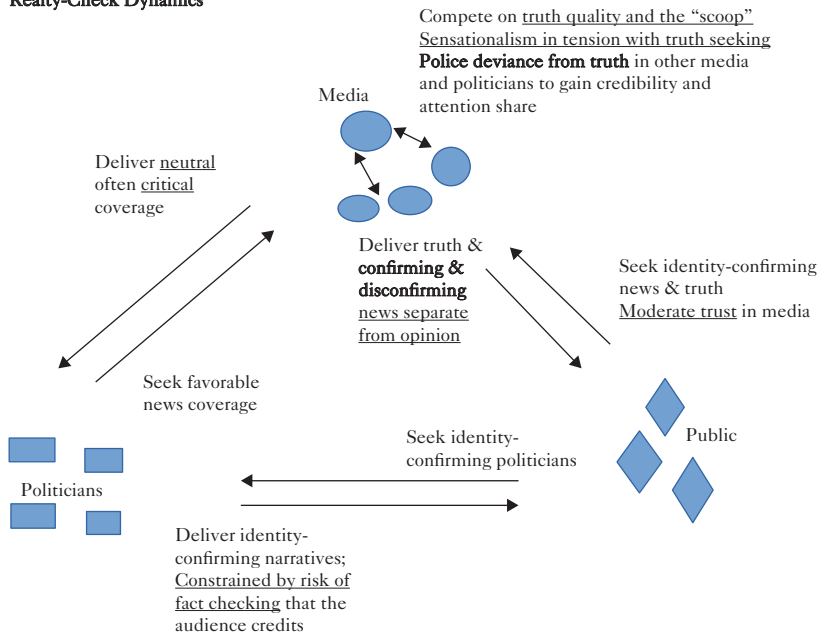 Realty-Check Dynamics
Compete on truth quality and the “scoop”
Sensationalism in tension with truth seeking
Police deviance from truth in other media
and politicians to gain credibility and
attention share
Media
Deliver neutral
often critical
coverage
Deliver truth &
confirming &
disconfirming
news separate
from opinion
Seek identity-confirming
news & truth
Moderate trust in media
Seek favorable
news coverage
Seek identity-
confirming politicians
Public
Politicians
Deliver identity-
confirming narratives;
Constrained by risk of
fact checking that the
audience credits